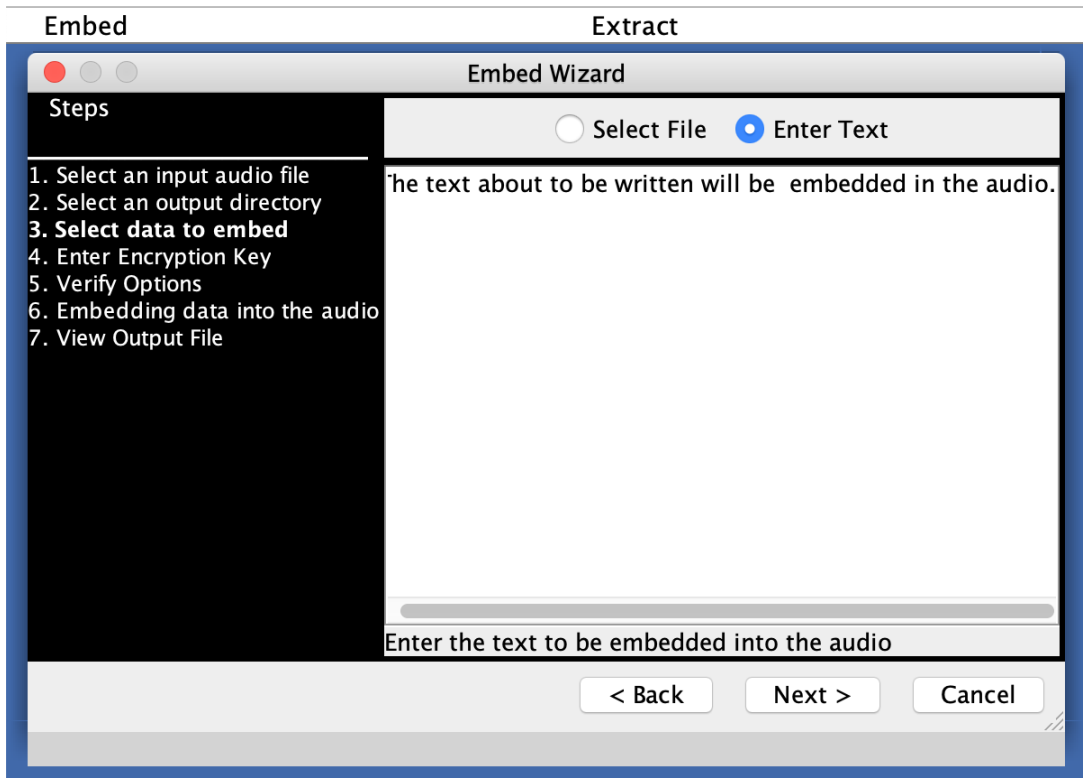 Embed Extract
Embed Wizard
Steps
Select File Enter Text
1. Select an input audio file
2. Select an output directory
3. Select data to embed
4. Enter Encryption Key
5. Verify Options
6. Embedding data into the audio
7. View Output File
he text about to be written will be  embedded in the audio.
Enter the text to be embedded into the audio
< Back Next > Cancel